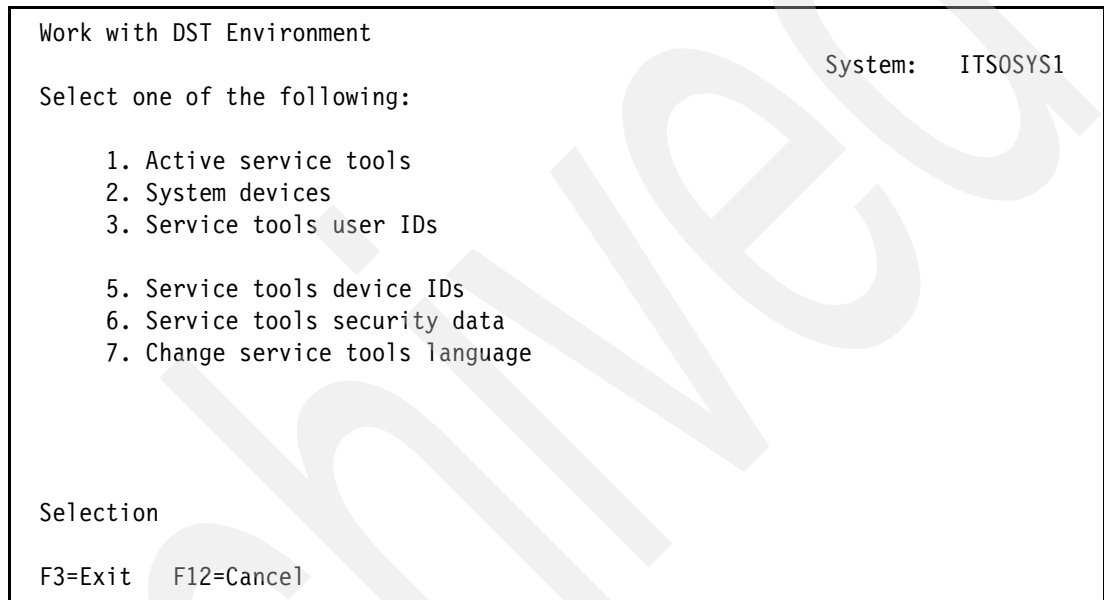 Work with DST Environment
System: ITSOSYS1
Select one of the following:
1. Active service tools
2. System devices
3. Service tools user IDs
5. Service tools device IDs
6. Service tools security data
7. Change service tools language
Selection
F3=Exit F12=Cancel